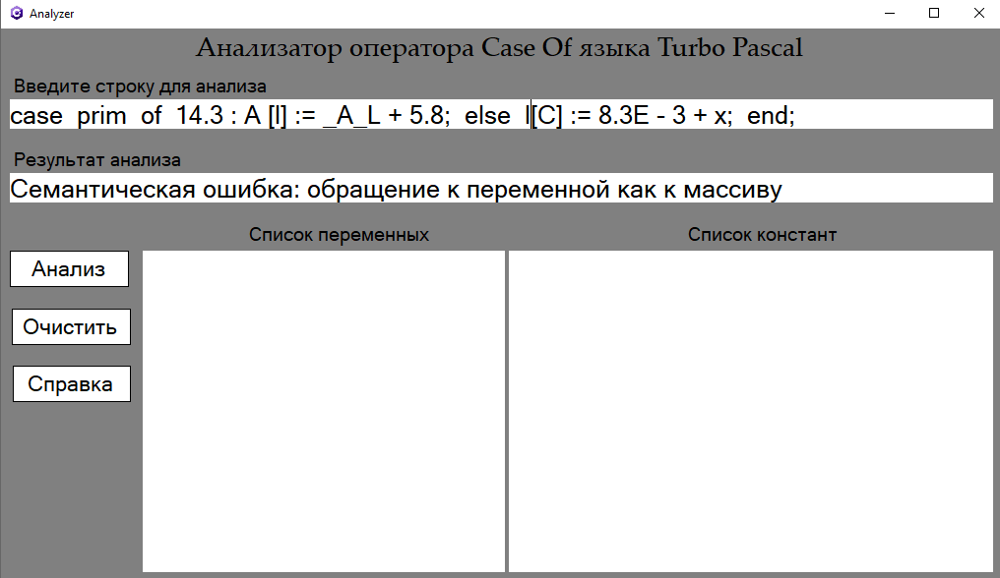 Analyzer
Анализатор оператора Case Of языка Turbo Pascal
Введите строку для анализа
case prim of 14.3 : A [l] := _A_L + 5.8; else l[C] := 8.3E - 3 + x; end;
Результат анализа
Семантическая ошибка: обращение к переменной как к массиву
Список переменных
Список констант
Анализ
Очистить
Справка